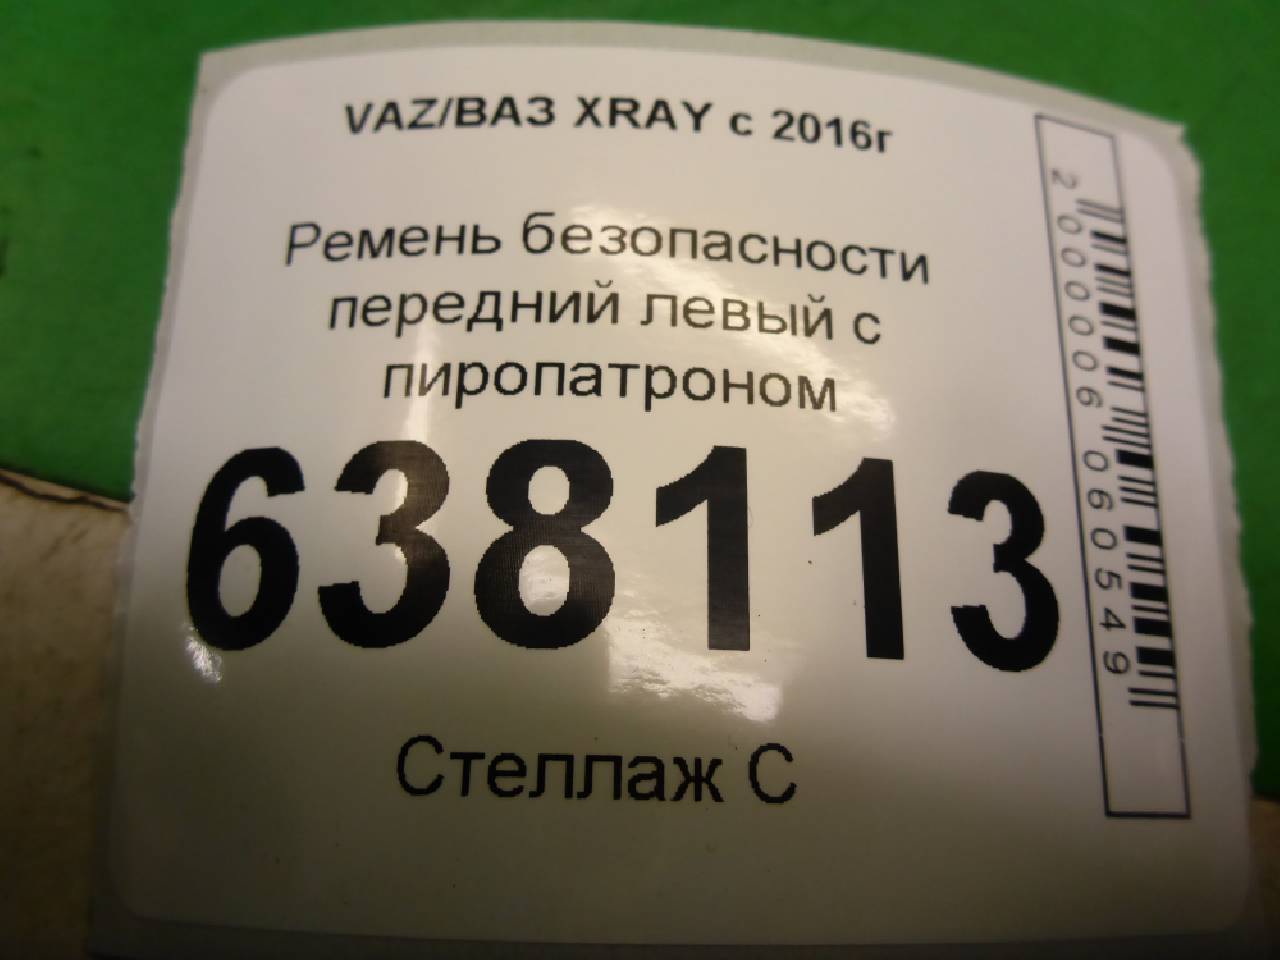 VAZ/ВАЗ XRAY с 2016г
Ремень безопасности
передний левый с
пиропатроном
638113
Стеллаж С
2000006060549